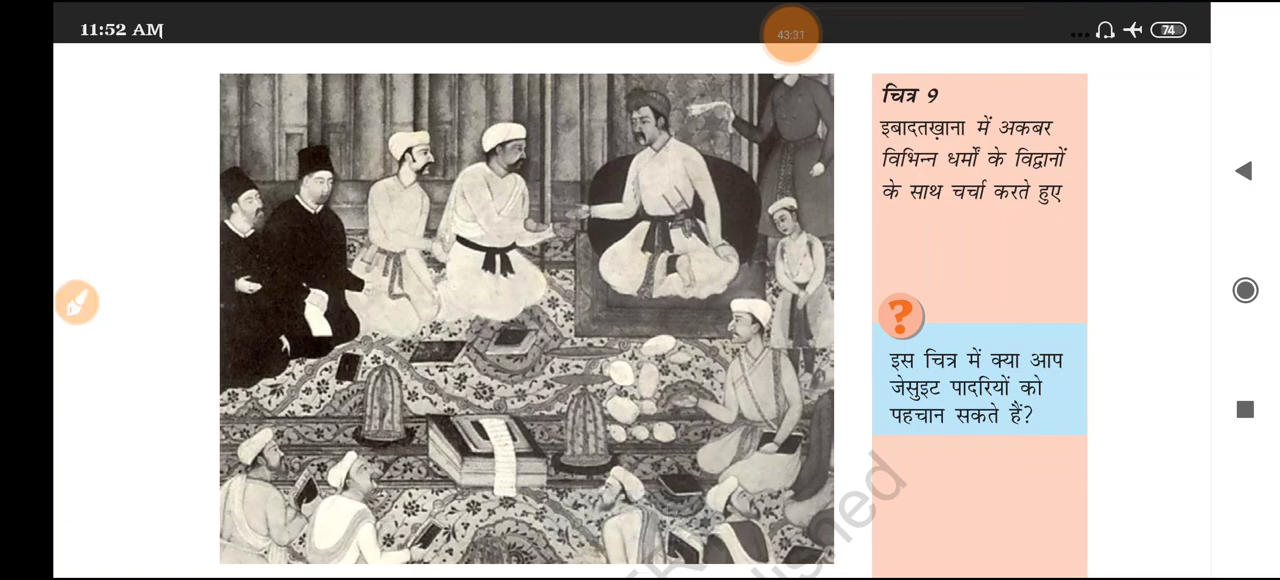 11:52 AM
43:31
74
चित्र 9
इबादतख़ाना में अकबर
विभिन्न धर्मों के विद्वानों
के साथ चर्चा करते हुए
?
इस चित्र में क्या आप
जेसुइट पादरियों को
पहचान सकते हैं?